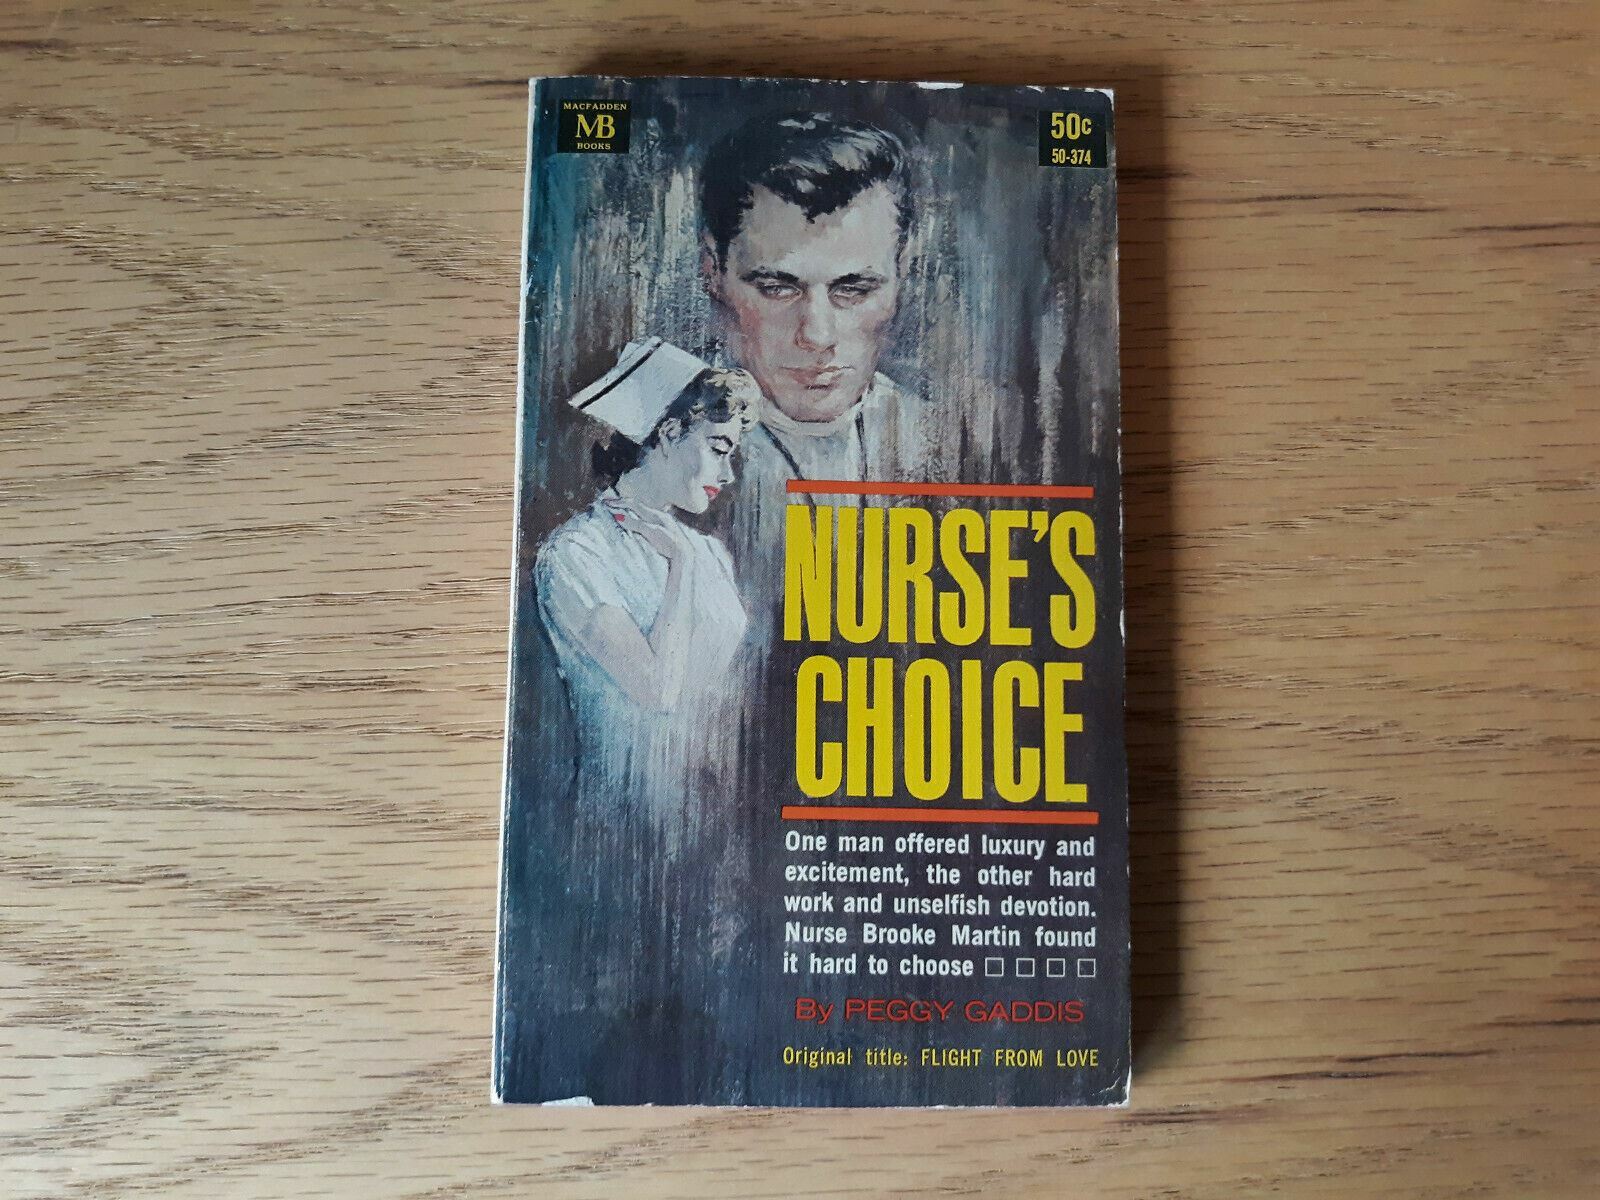 MACFADDEN
MB
BOOKS
50c
50-374
NURSE'S
CHOICE
One man offered luxury and
excitement, the other hard
work and unselfish devotion.
Nurse Brooke Martin found
it hard to choose □ □ □ □
By PEGGY GADDIS
Original title: FLIGHT FROM LOVE